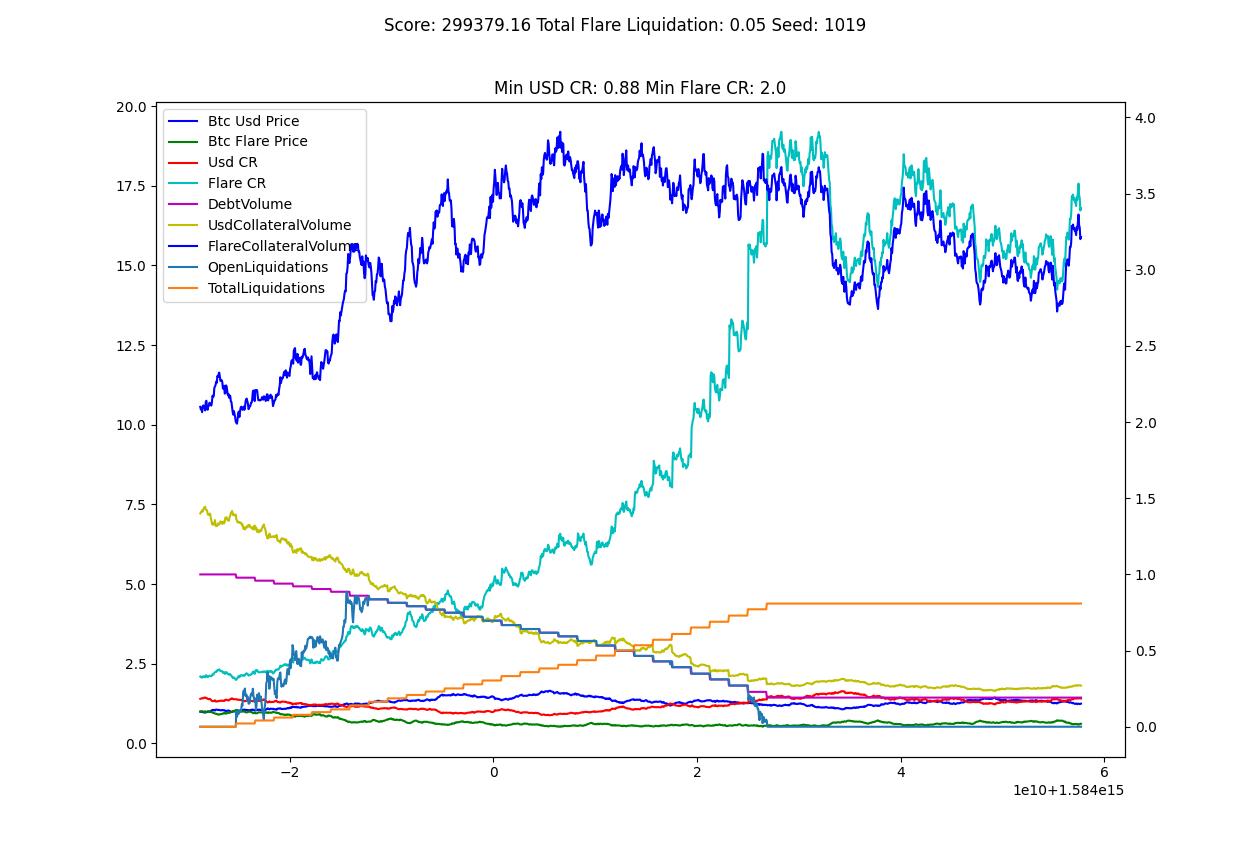 Score: 299379.16 Total Flare Liquidation: 0.05 Seed: 1019
Min USD CR: 0.88 Min Flare CR: 2.0
Btc Usd Price
Btc Flare Price
Usd CR
Flare CR
DebtVolume
UsdCollateralVolume
FlareCollateralVolume
OpenLiquidations
TotalLiquidations
20.0
17.5
15.0
12.5
10.0
7.5
5.0
2.5
0.0
4.0
3.5
3.0
2.5
2.0
1.5
1.0
0.5
0.0
−2 0 2 4 6
1e10+1.584e15